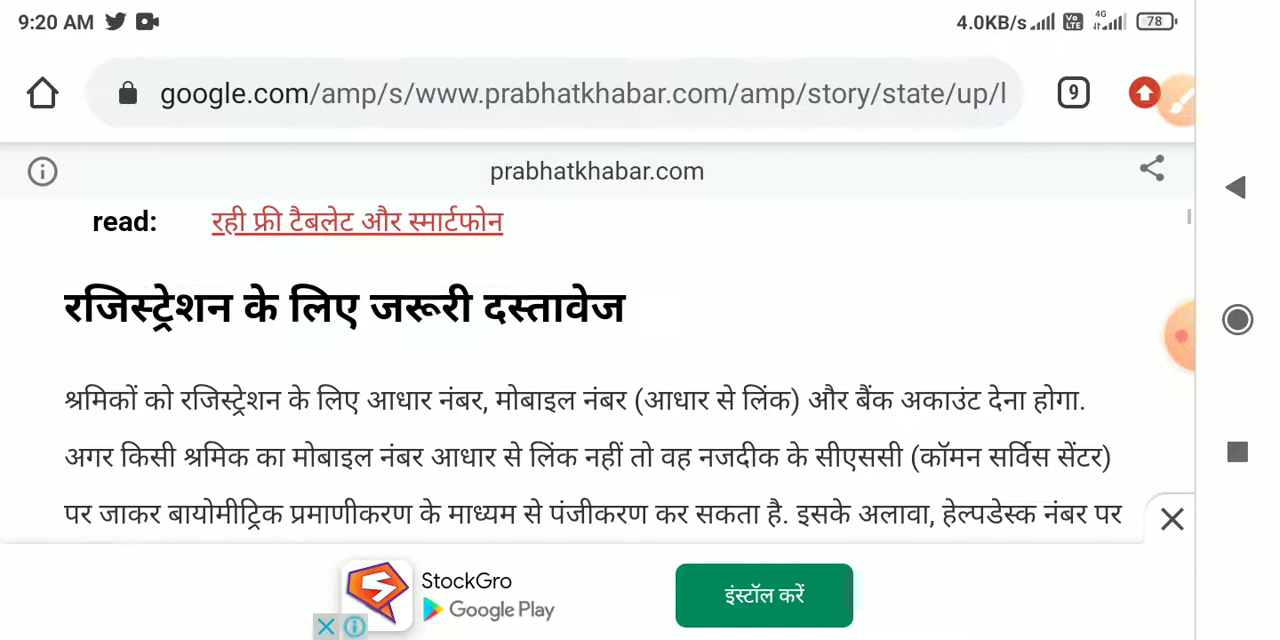 9:20 AM
4.0KB/s Vo LTE 4G 78
google.com/amp/s/www.prabhatkhabar.com/amp/story/state/up/l
9
prabhatkhabar.com
read: रही फ्री टैबलेट और स्मार्टफोन
रजिस्ट्रेशन के लिए जरूरी दस्तावेज
श्रमिकों को रजिस्ट्रेशन के लिए आधार नंबर, मोबाइल नंबर (आधार से लिंक) और बैंक अकाउंट देना होगा.
अगर किसी श्रमिक का मोबाइल नंबर आधार से लिंक नहीं तो वह नजदीक के सीएससी (कॉमन सर्विस सेंटर)
पर जाकर बायोमीट्रिक प्रमाणीकरण के माध्यम से पंजीकरण कर सकता है. इसके अलावा, हेल्पडेस्क नंबर पर
StockGro
Google Play
इंस्टॉल करें